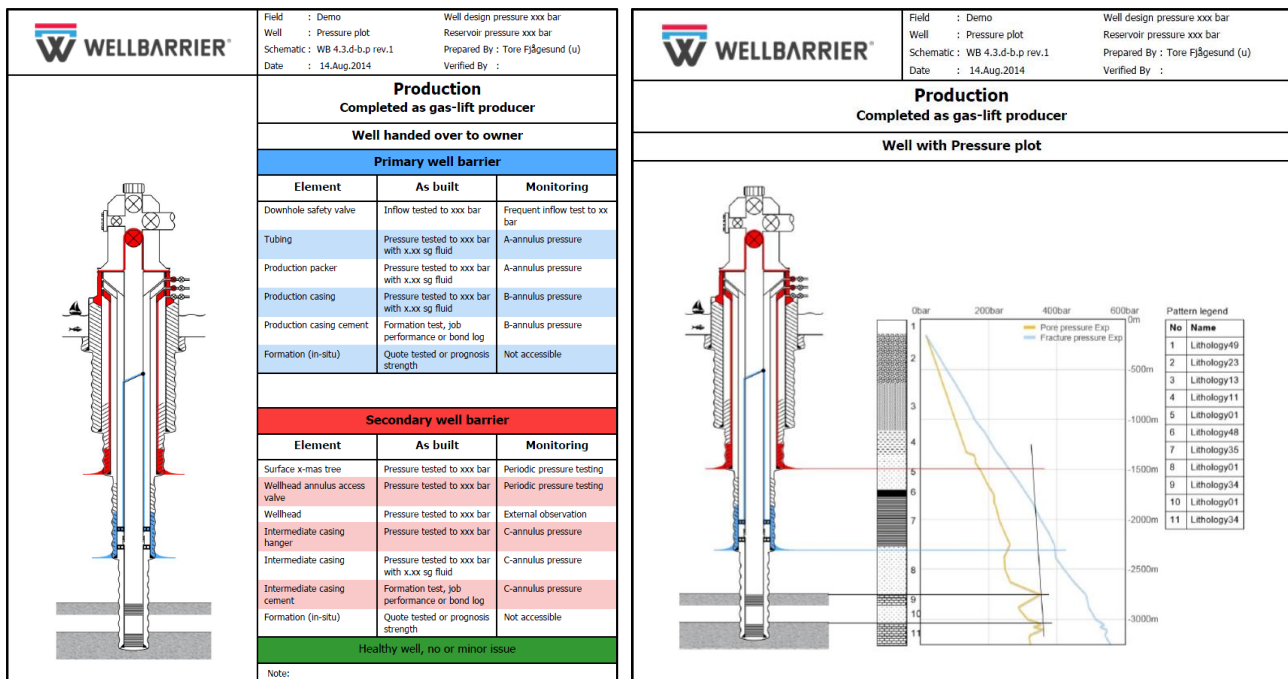 WELLBARRIER®
Field : Demo Well design pressure xxx bar
Well : Pressure plot Reservoir pressure xxx bar
Schematic : WB 4.3.d-b.p rev.1 Prepared By : Tore Fjågesund (u)
Date : 14.Aug.2014 Verified By :
Production
Completed as gas-lift producer
Well handed over to owner
Primary well barrier
Element As built Monitoring
Downhole safety valve Inflow tested to xxx bar Frequent inflow test to xx
bar
Tubing Pressure tested to xxx bar A-annulus pressure
with x.xx sg fluid
Production packer Pressure tested to xxx bar A-annulus pressure
with x.xx sg fluid
Production casing Pressure tested to xxx bar B-annulus pressure
with x.xx sg fluid
Production casing cement Formation test, job B-annulus pressure
performance or bond log
Formation (in-situ) Quote tested or prognosis Not accessible
strength
Secondary well barrier
Element As built Monitoring
Surface x-mas tree Pressure tested to xxx bar Periodic pressure testing
Wellhead annulus access Pressure tested to xxx bar Periodic pressure testing
valve
Wellhead Pressure tested to xxx bar External observation
Intermediate casing Pressure tested to xxx bar C-annulus pressure
hanger
Intermediate casing Pressure tested to xxx bar C-annulus pressure
with x.xx sg fluid
Intermediate casing Formation test, job C-annulus pressure
cement performance or bond log
Formation (in-situ) Quote tested or prognosis Not accessible
strength
Healthy well, no or minor issue
Note:
WELLBARRIER®
Field : Demo Well design pressure xxx bar
Well : Pressure plot Reservoir pressure xxx bar
Schematic : WB 4.3.d-b.p rev.1 Prepared By : Tore Fjågesund (u)
Date : 14.Aug.2014 Verified By :
Production
Completed as gas-lift producer
Well with Pressure plot
0bar 200bar 400bar 600bar
Pore pressure Exp
Fracture pressure Exp
0m
-500m
-1000m
-1500m
-2000m
-2500m
-3000m
1
2
3
4
5
6
7
8
9
10
11
Pattern legend
No Name
1 Lithology49
2 Lithology23
3 Lithology13
4 Lithology11
5 Lithology01
6 Lithology48
7 Lithology35
8 Lithology01
9 Lithology34
10 Lithology01
11 Lithology34